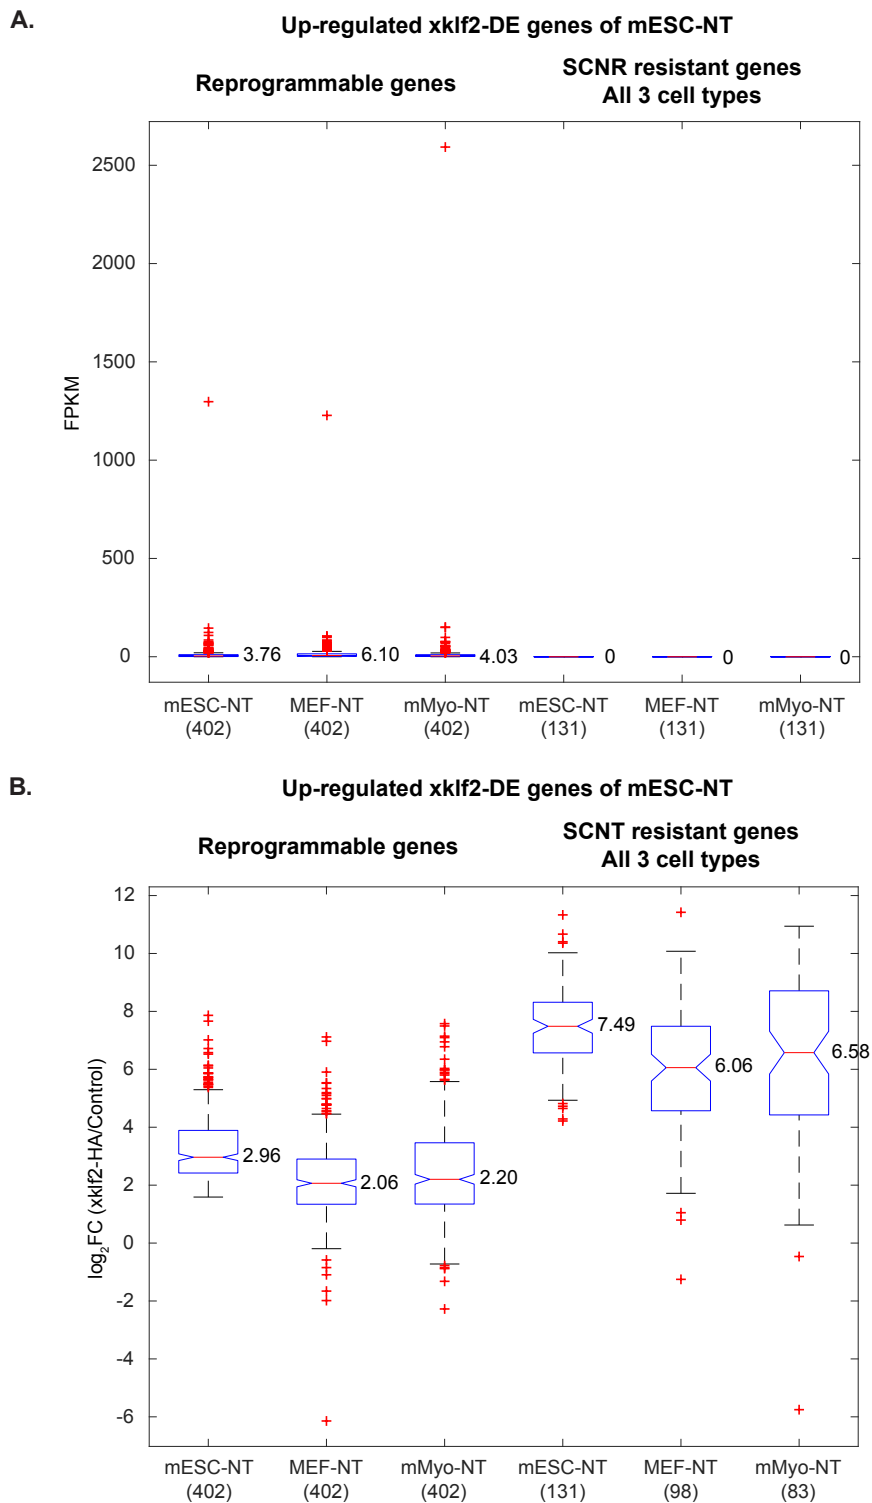 A.
Up-regulated xklf2-DE genes of mESC-NT
Reprogrammable genes
SCNR resistant genes
All 3 cell types
FPKM
2500
2000
1500
1000
500
0
3.76
6.10
4.03
0
0
0
mESC-NT
(402)
MEF-NT
(402)
mMyo-NT
(402)
mESC-NT
(131)
MEF-NT
(131)
mMyo-NT
(131)
B.
Up-regulated xklf2-DE genes of mESC-NT
Reprogrammable genes
SCNT resistant genes
All 3 cell types
log₂FC (xklf2-HA/Control)
12
10
8
6
4
2
0
-2
-4
-6
2.96
2.06
2.20
7.49
6.06
6.58
mESC-NT
(402)
MEF-NT
(402)
mMyo-NT
(402)
mESC-NT
(131)
MEF-NT
(98)
mMyo-NT
(83)